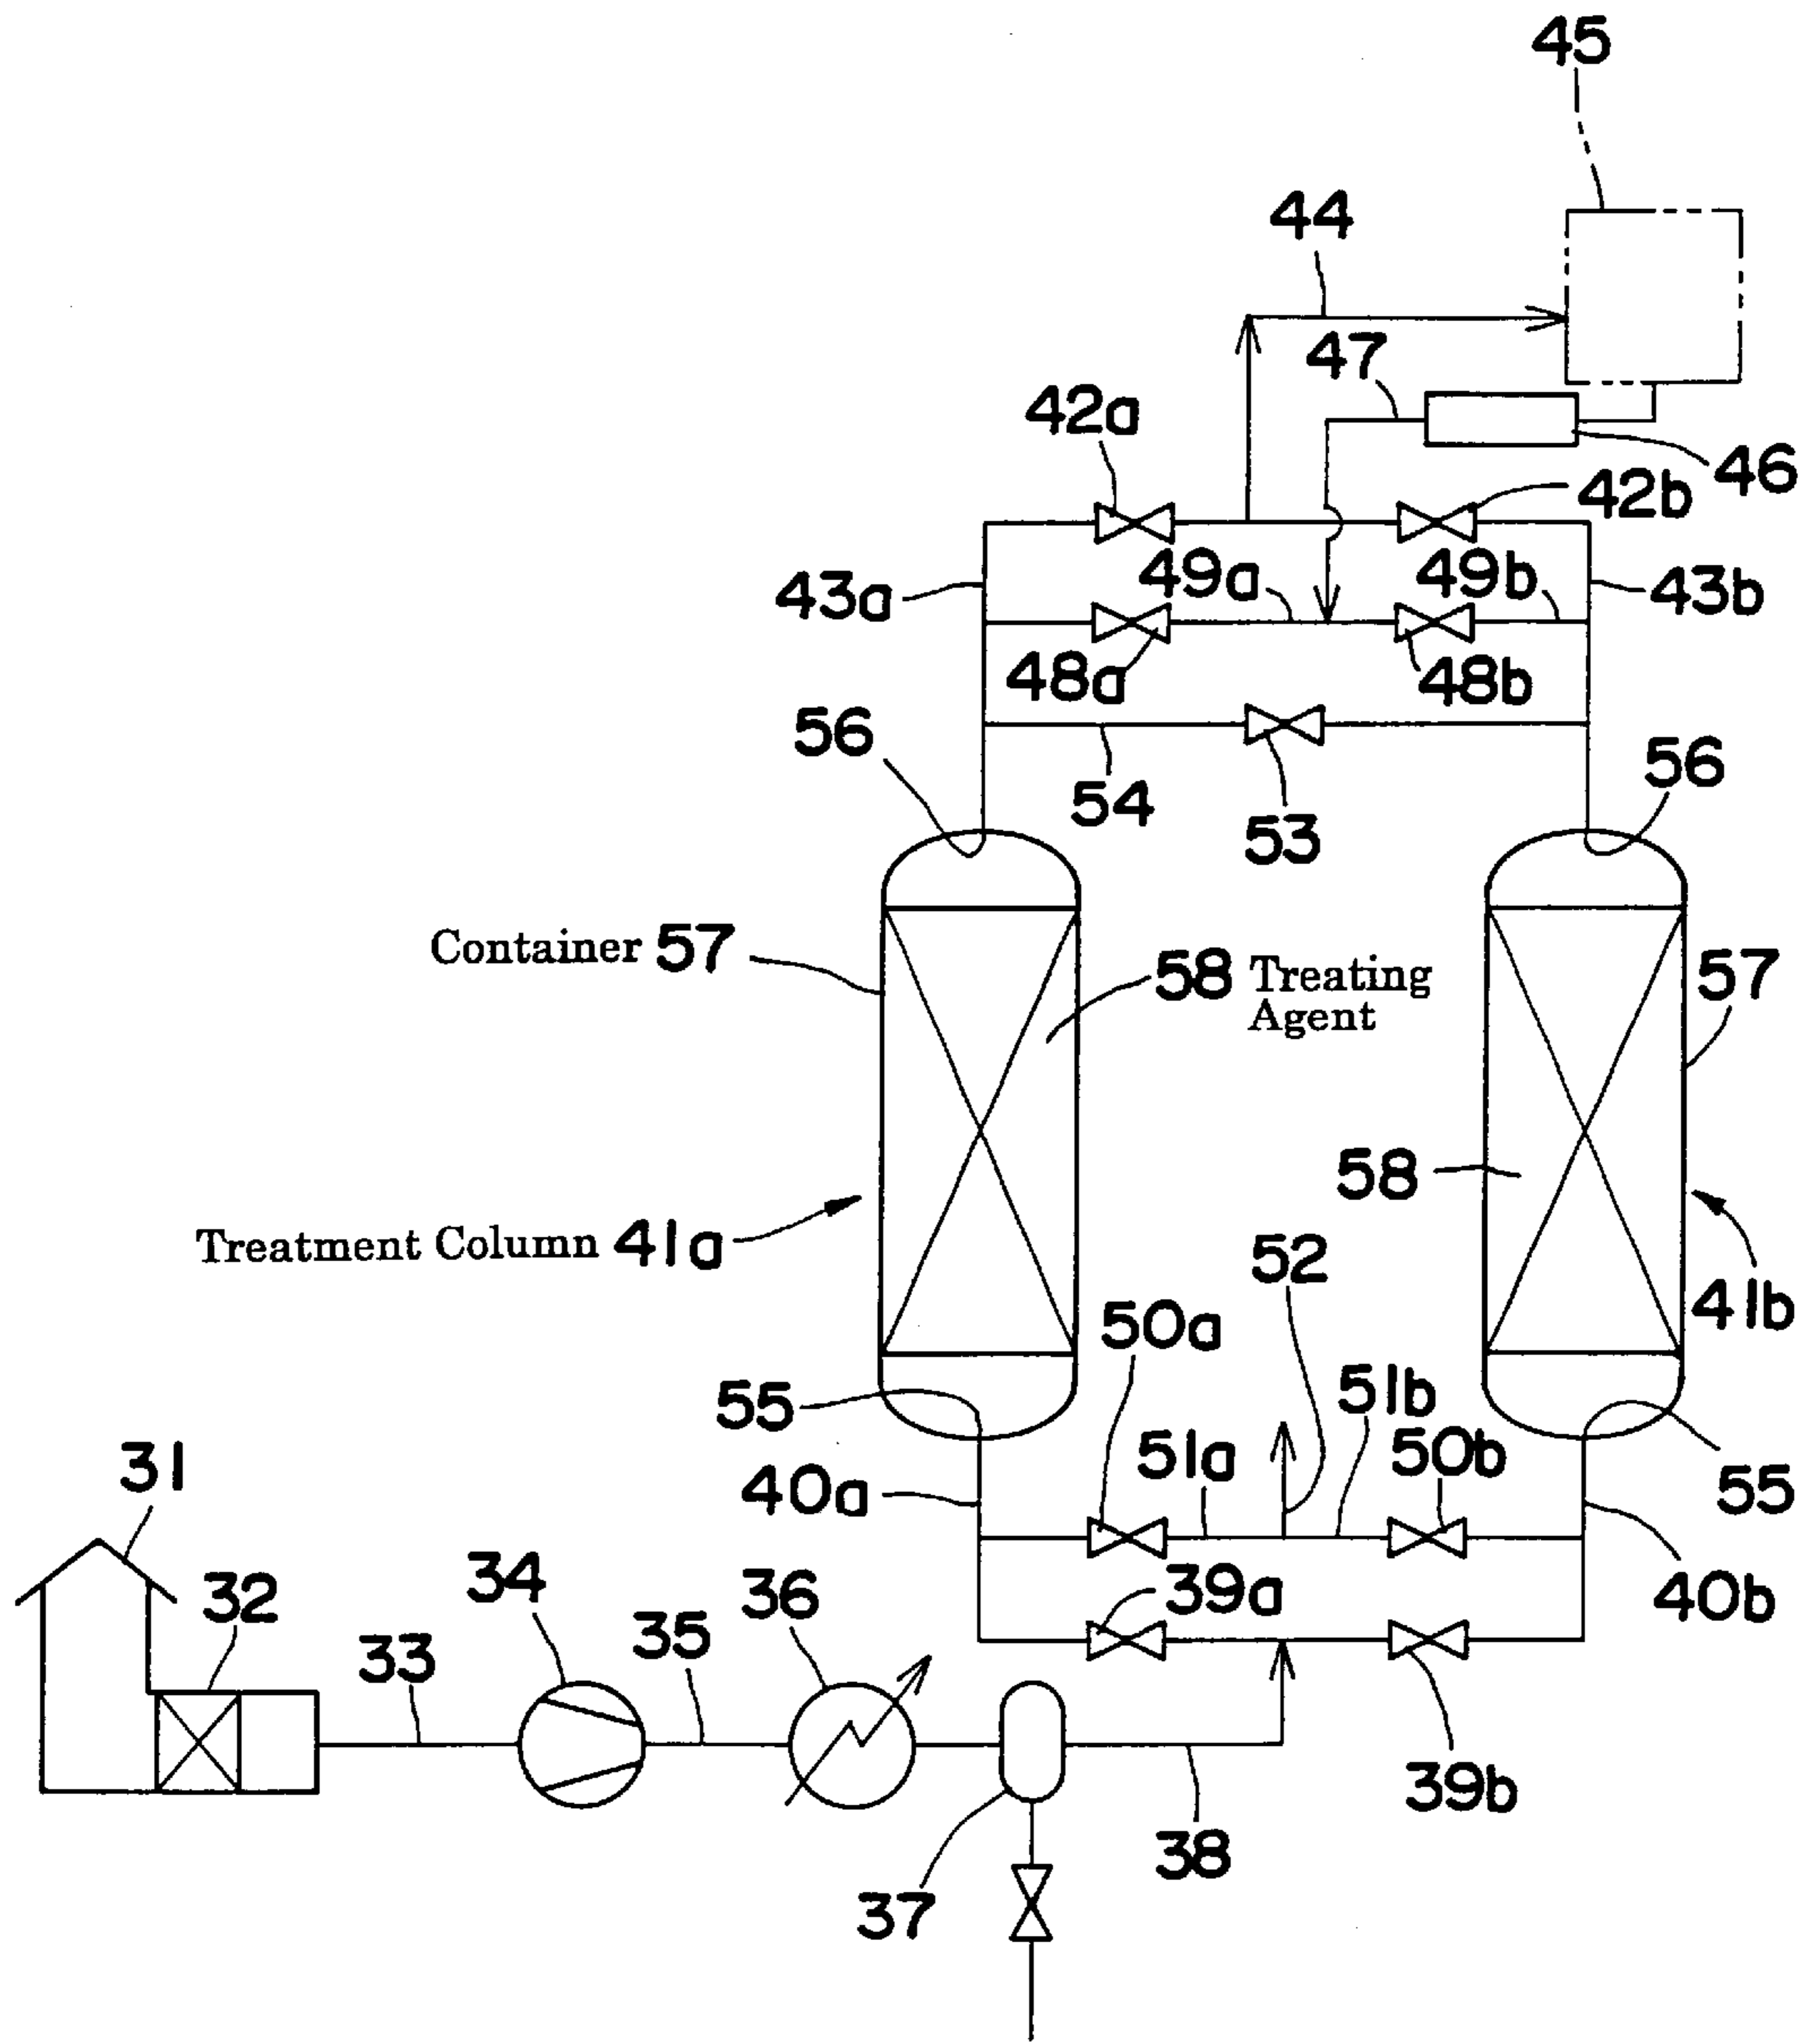 45
44
47
42a
46
42b
43a
49a
49b
43b
48a
48b
56
54
53
56
Container 57
58 Treating
Agent
57
58
Treatment Column 41a
52
41b
50a
55
51b
31
51a
50b
40a
55
34
36
39a
32
40b
33
35
39b
38
37